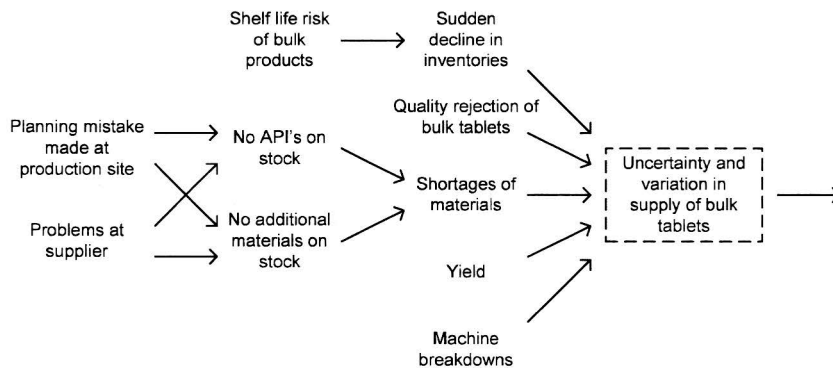 Shelf life risk
of bulk
products
Sudden
decline in
inventories
Quality rejection of
bulk tablets
Planning mistake
made at
production site
No API's on
stock
Uncertainty and
variation in
supply of bulk
tablets
Shortages of
materials
Problems at
supplier
No additional
materials on
stock
Yield
Machine
breakdowns